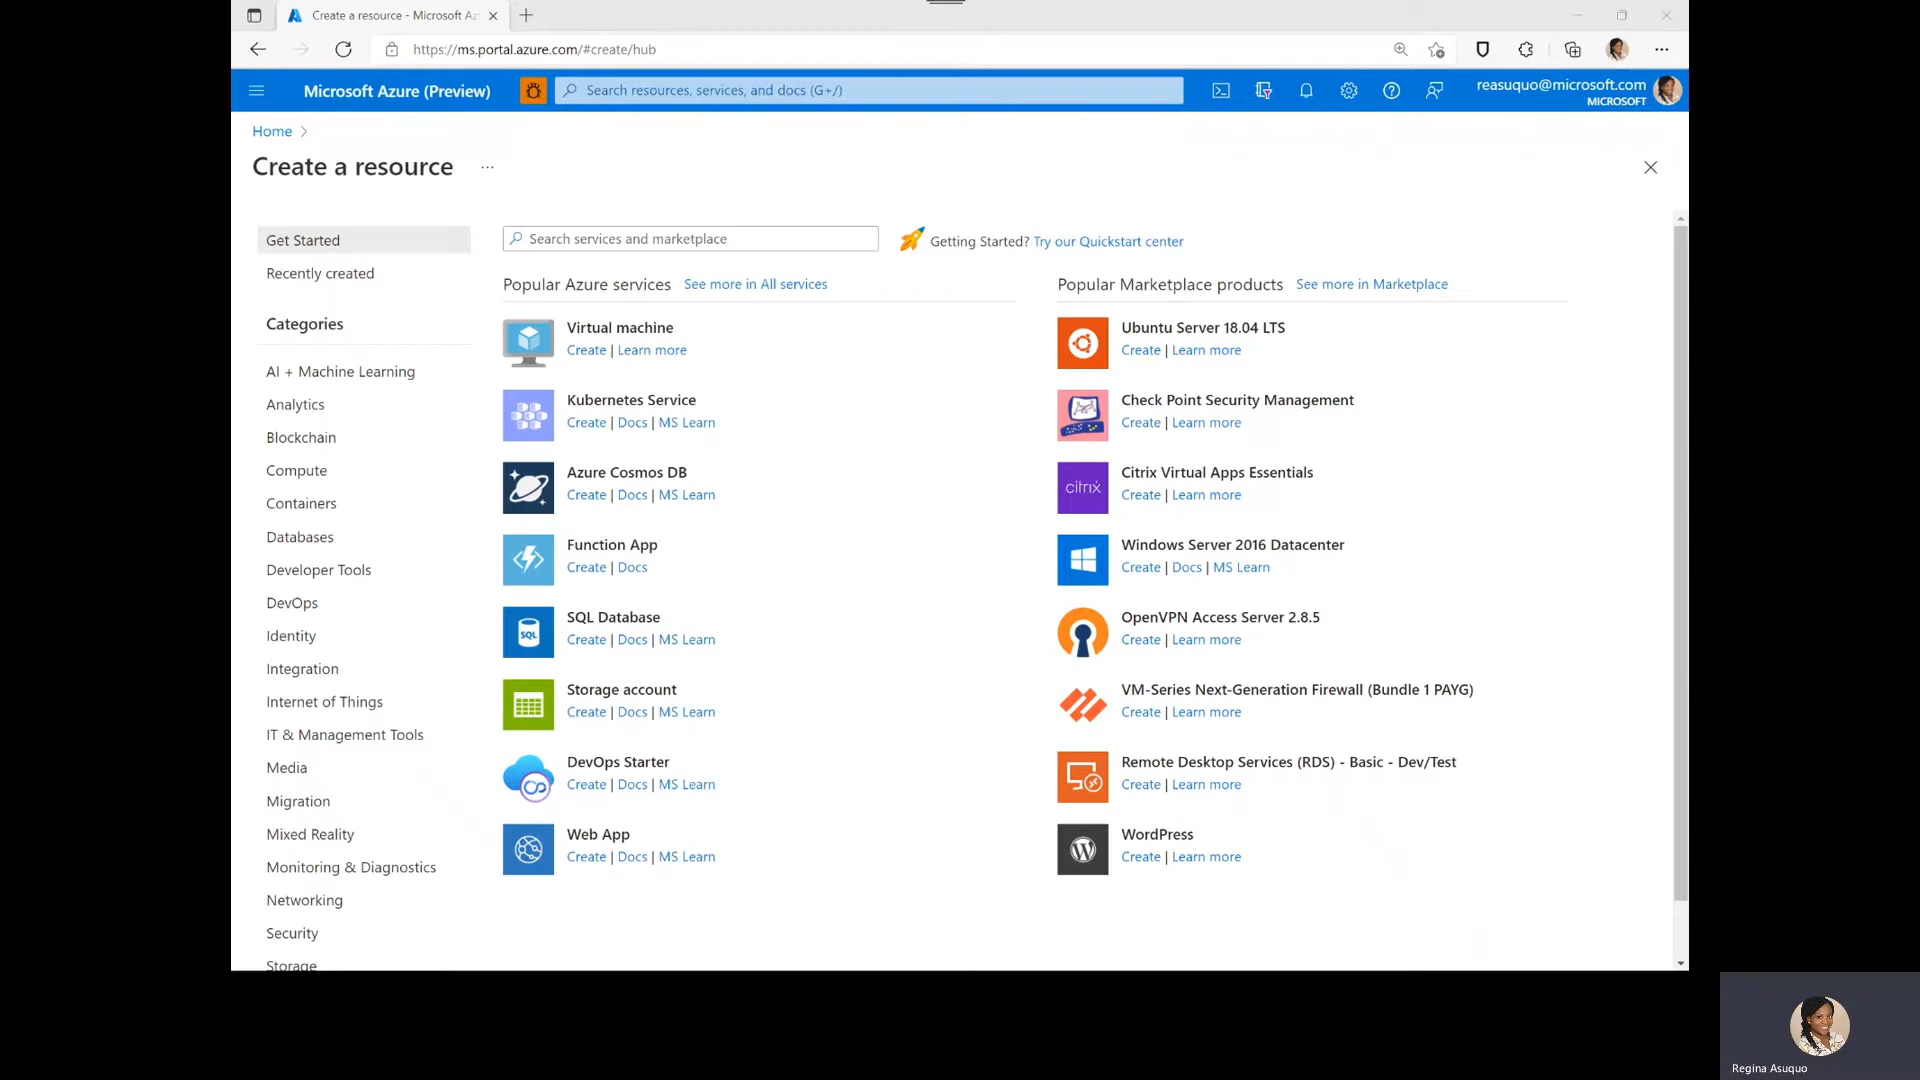 Create a resource - Microsoft Az
https://ms.portal.azure.com/#create/hub
Microsoft Azure (Preview)
Search resources, services, and docs (G+/)
reasuquo@microsoft.com
MICROSOFT
Home
Create a resource
Get Started
Recently created
Categories
AI + Machine Learning
Analytics
Blockchain
Compute
Containers
Databases
Developer Tools
DevOps
Identity
Integration
Internet of Things
IT & Management Tools
Media
Migration
Mixed Reality
Monitoring & Diagnostics
Networking
Security
Storage
Search services and marketplace
Getting Started? Try our Quickstart center
Popular Azure services See more in All services
Virtual machine
Create | Learn more
Kubernetes Service
Create | Docs | MS Learn
Azure Cosmos DB
Create | Docs | MS Learn
Function App
Create | Docs
SQL
SQL Database
Create | Docs | MS Learn
Storage account
Create | Docs | MS Learn
DevOps Starter
Create | Docs | MS Learn
Web App
Create | Docs | MS Learn
Popular Marketplace products See more in Marketplace
Ubuntu Server 18.04 LTS
Create | Learn more
Check Point Security Management
Create | Learn more
citrix
Citrix Virtual Apps Essentials
Create | Learn more
Windows Server 2016 Datacenter
Create | Docs | MS Learn
OpenVPN Access Server 2.8.5
Create | Learn more
VM-Series Next-Generation Firewall (Bundle 1 PAYG)
Create | Learn more
Remote Desktop Services (RDS) - Basic - Dev/Test
Create | Learn more
WordPress
Create | Learn more
Regina Asuquo